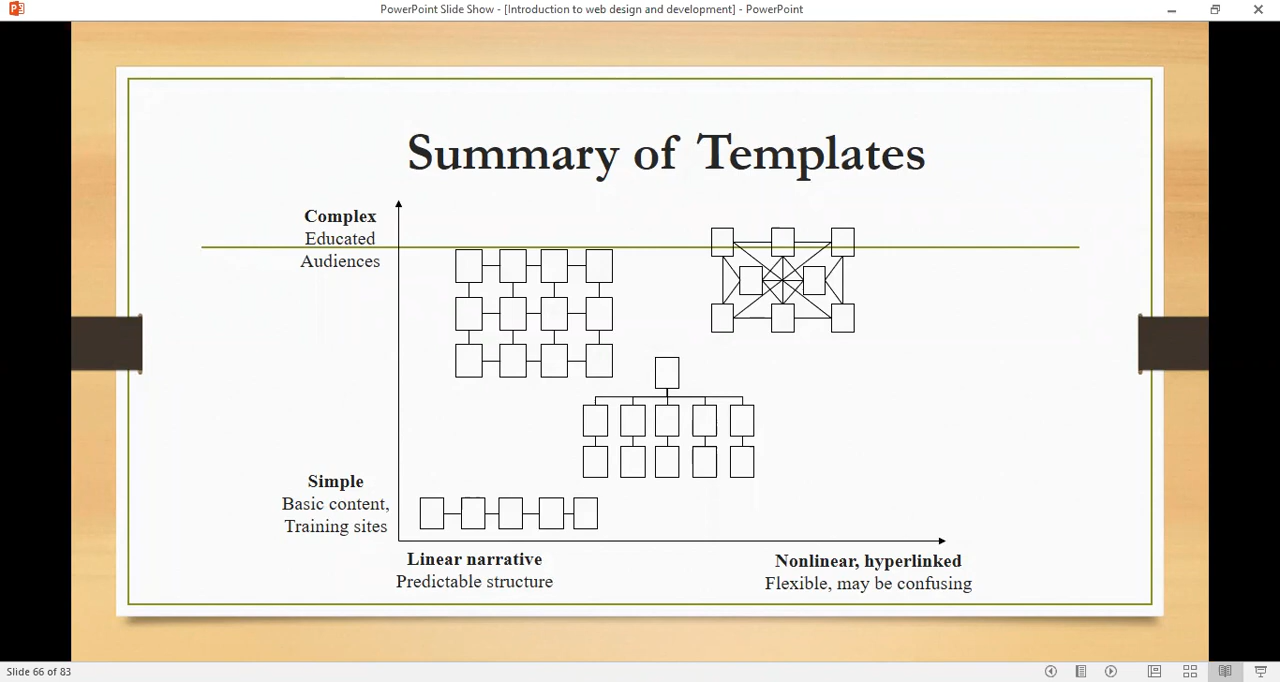 PowerPoint Slide Show - [Introduction to web design and development] - PowerPoint
Summary of Templates
Complex
Educated
Audiences
Simple
Basic content,
Training sites
Linear narrative
Predictable structure
Nonlinear, hyperlinked
Flexible, may be confusing
Slide 66 of 83